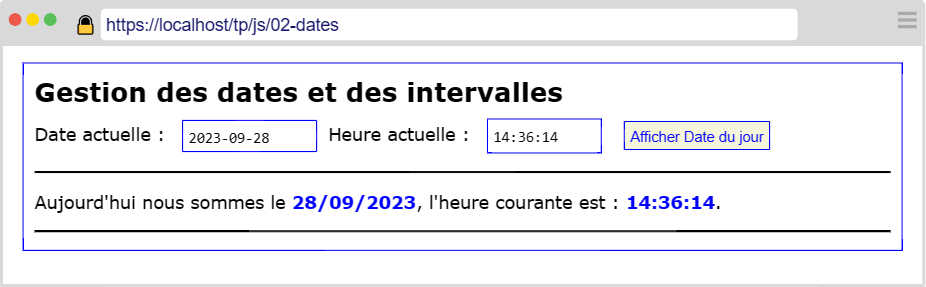 https://localhost/tp/js/02-dates
Gestion des dates et des intervalles
Date actuelle : 2023-09-28 Heure actuelle : 14:36:14 Afficher Date du jour
Aujourd'hui nous sommes le 28/09/2023, l'heure courante est : 14:36:14.